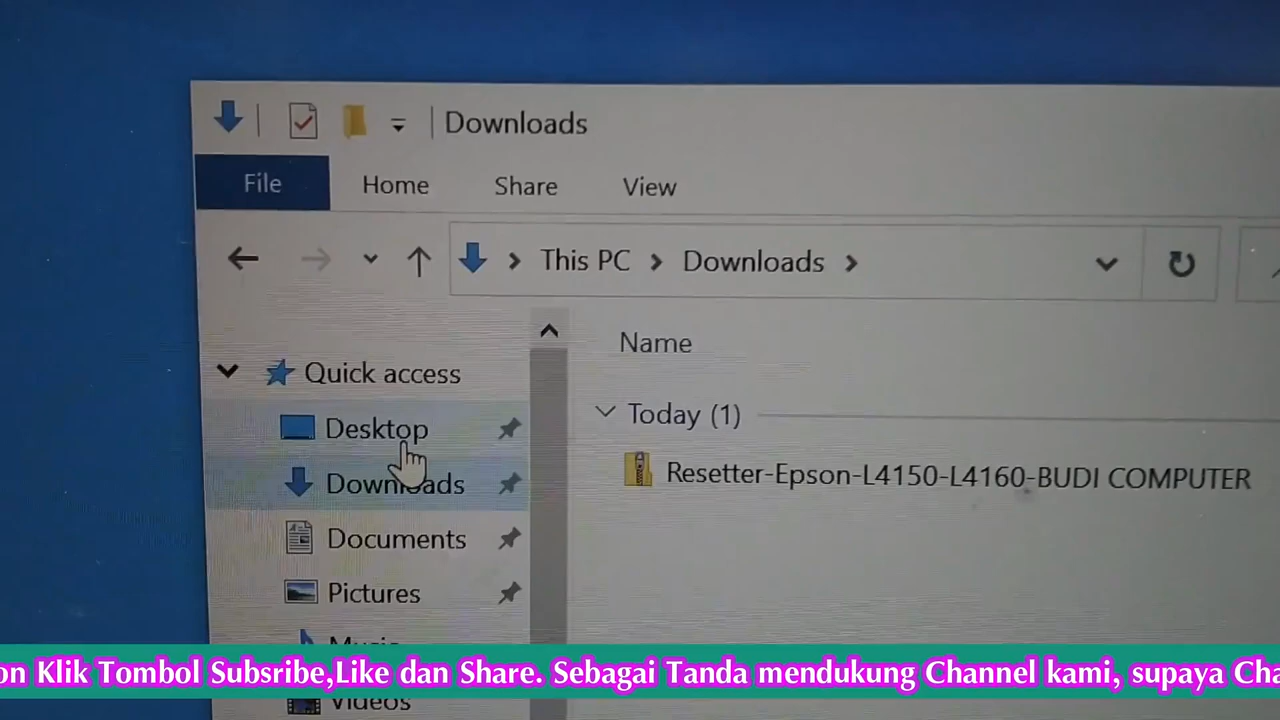 Downloads
File Home Share View
This PC Downloads
Name
Quick access
Today (1)
Desktop
Resetter-Epson-L4150-L4160-BUDI COMPUTER
Downloads
Documents
Pictures
Music
Videos
on Klik Tombol Subsribe,Like dan Share. Sebagai Tanda mendukung Channel kami, supaya Cha